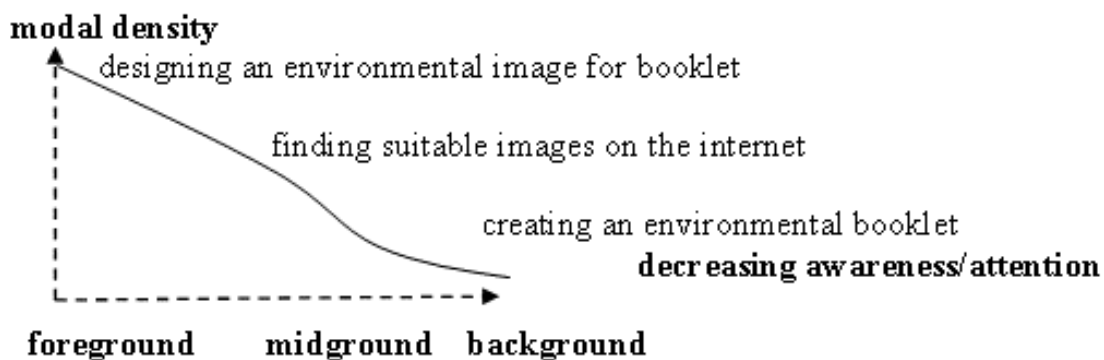 modal density
designing an environmental image for booklet
finding suitable images on the internet
creating an environmental booklet
decreasing awareness/attention
foreground midground background